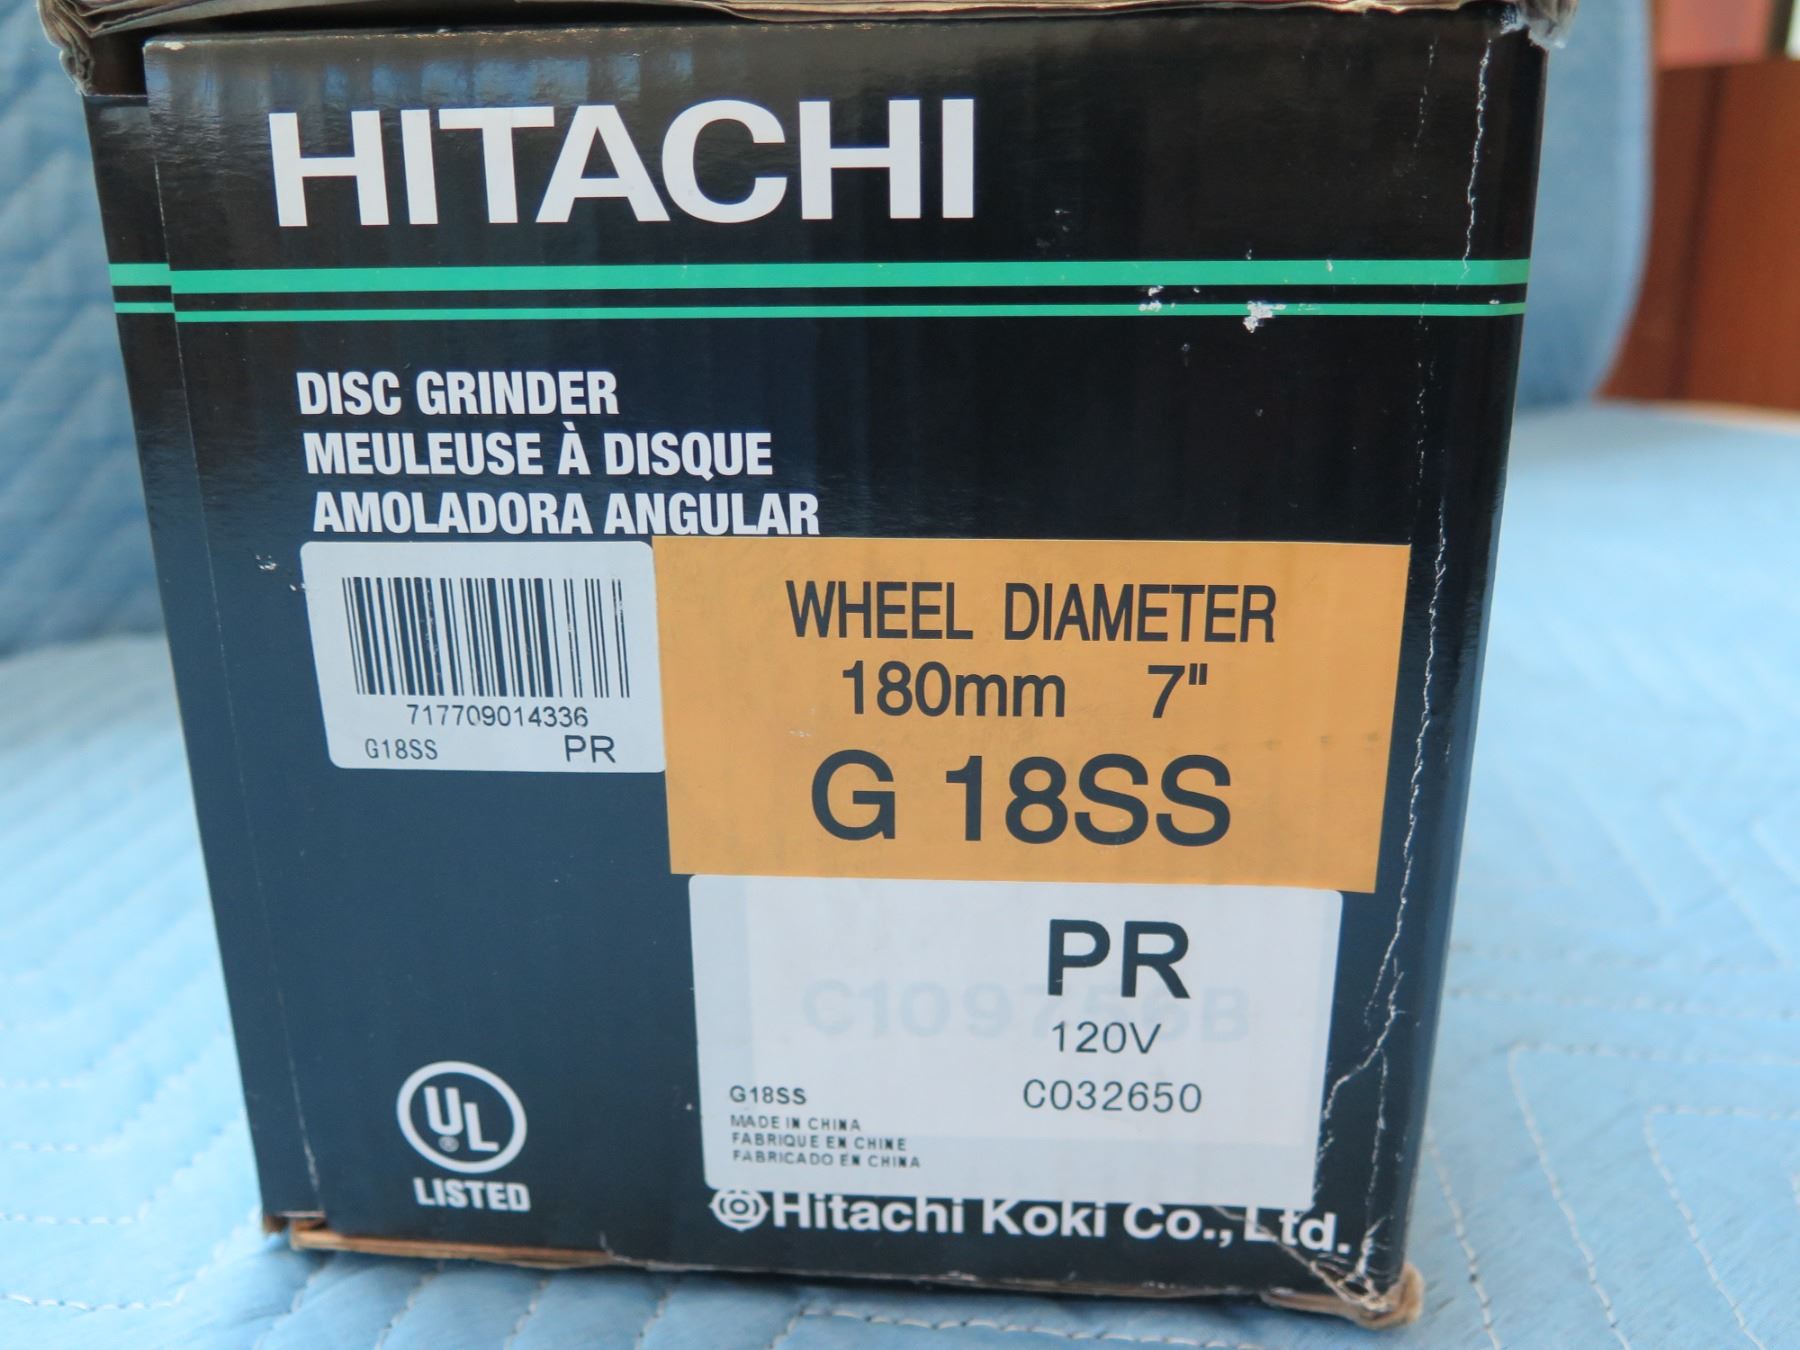 HITACHI
DISC GRINDER
MEULEUSE À DISQUE
AMOLADORA ANGULAR
717709014336
G18SS PR
WHEEL DIAMETER
180mm 7"
G 18SS
PR
120V
G18SS C032650
MADE IN CHINA
FABRIQUE EN CHINE
FABRICADO EN CHINA
UL
®
LISTED
Hitachi Koki Co., Ltd.